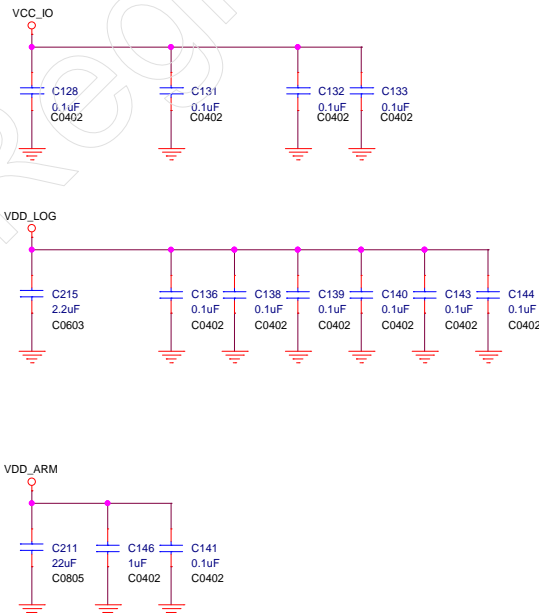 VCC_IO
C128 C131 C132 C133
0.1uF 0.1uF 0.1uF 0.1uF
C0402 C0402 C0402 C0402
VDD_LOG
C215 C136 C138 C139 C140 C143 C144
2.2uF 0.1uF 0.1uF 0.1uF 0.1uF 0.1uF 0.1uF
C0603 C0402 C0402 C0402 C0402 C0402 C0402
VDD_ARM
C211 C146 C141
22uF 1uF 0.1uF
C0805 C0402 C0402